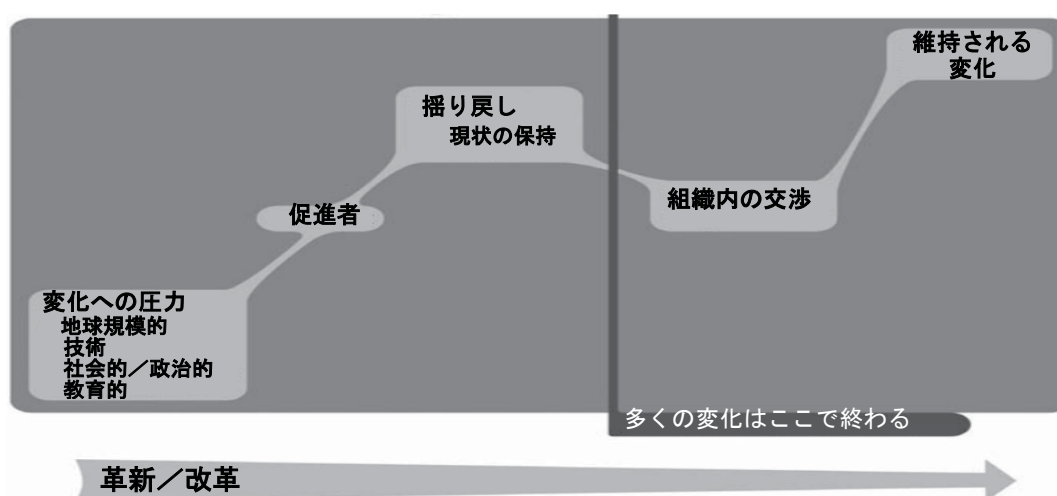 維持される
変化
揺り戻し
現状の保持
組織内の交渉
促進者
変化への圧力
地球規模的
技術
社会的／政治的
教育的
多くの変化はここで終わる
革新／改革